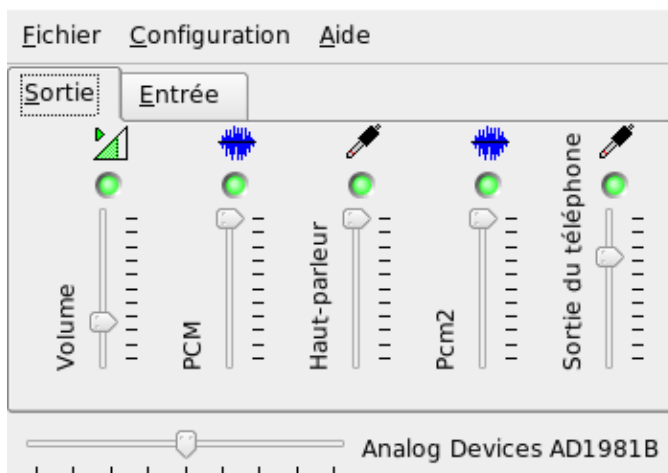 Fichier Configuration Aide
Sortie Entrée
Volume
PCM
Haut-parleur
Pcm2
Sortie du téléphone
Analog Devices AD1981B